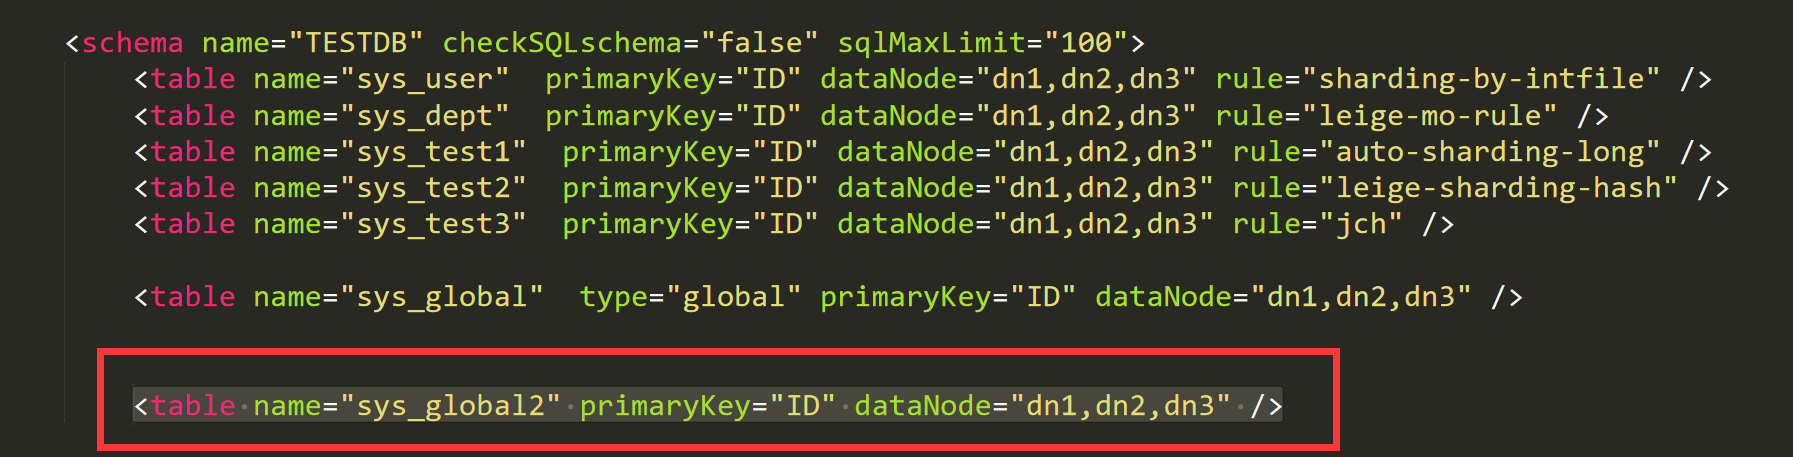 <schema name="TESTDB" checkSQLschema="false" sqlMaxLimit="100">
<table name="sys_user"  primaryKey="ID" dataNode="dn1,dn2,dn3" rule="sharding-by-intfile" />
<table name="sys_dept"  primaryKey="ID" dataNode="dn1,dn2,dn3" rule="leige-mo-rule" />
<table name="sys_test1"  primaryKey="ID" dataNode="dn1,dn2,dn3" rule="auto-sharding-long" />
<table name="sys_test2"  primaryKey="ID" dataNode="dn1,dn2,dn3" rule="leige-sharding-hash" />
<table name="sys_test3"  primaryKey="ID" dataNode="dn1,dn2,dn3" rule="jch" />
<table name="sys_global"  type="global" primaryKey="ID" dataNode="dn1,dn2,dn3" />
<table name="sys_global2" primaryKey="ID" dataNode="dn1,dn2,dn3" />